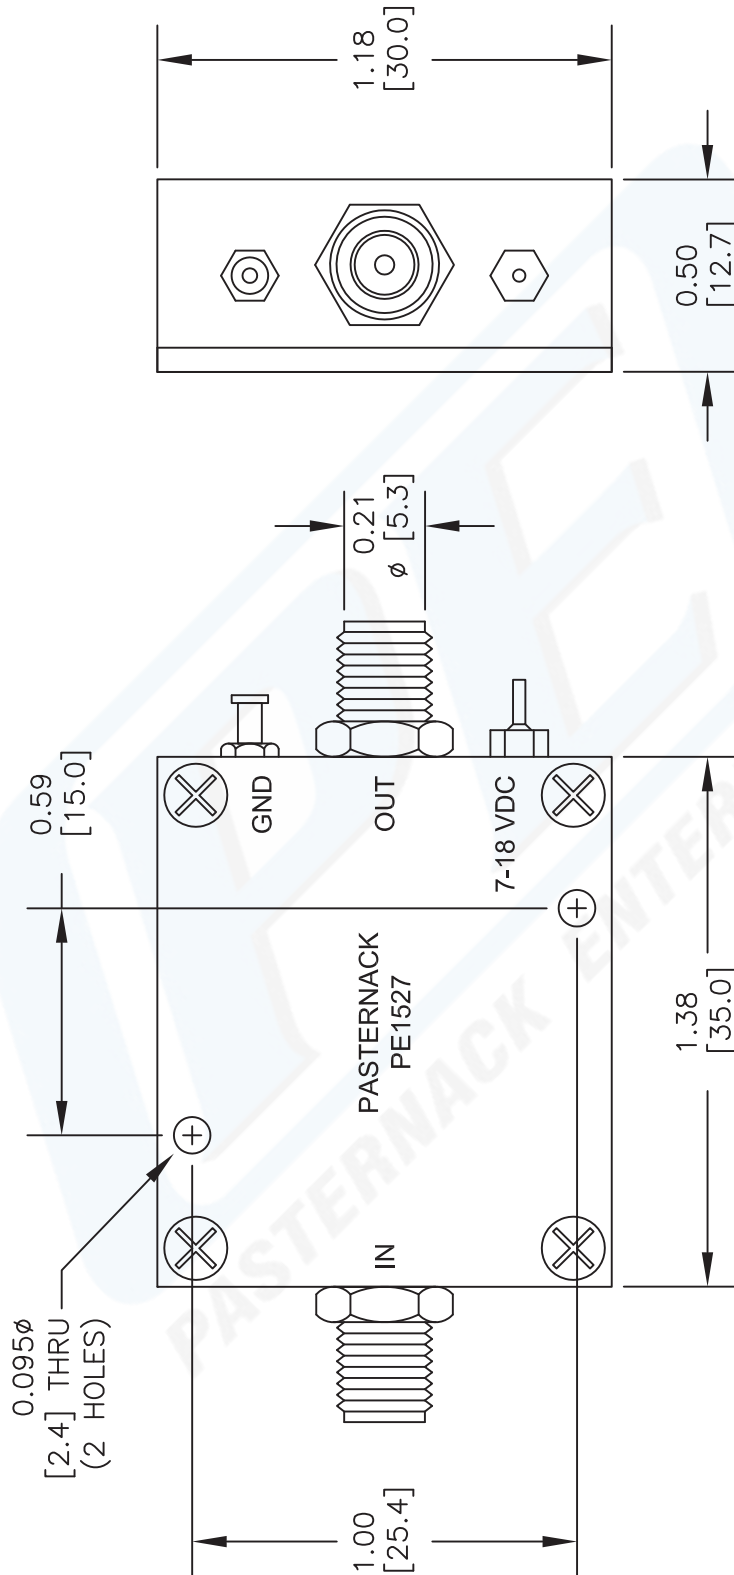 0.59
[15.0]
0.095ø
[2.4] THRU
(2 HOLES)
IN
PASTERNACK
PE1527
GND
OUT
7-18 VDC
1.00
[25.4]
0.21
ø [5.3]
1.38
[35.0]
1.18
[30.0]
0.50
[12.7]
PE
PASTERNACK ENTER